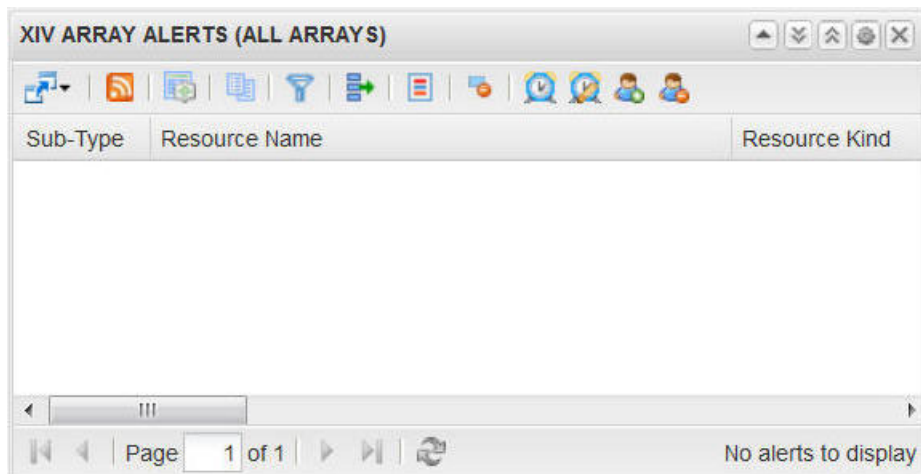 XIV ARRAY ALERTS (ALL ARRAYS)
Sub-Type Resource Name Resource Kind
Page 1 of 1 No alerts to display